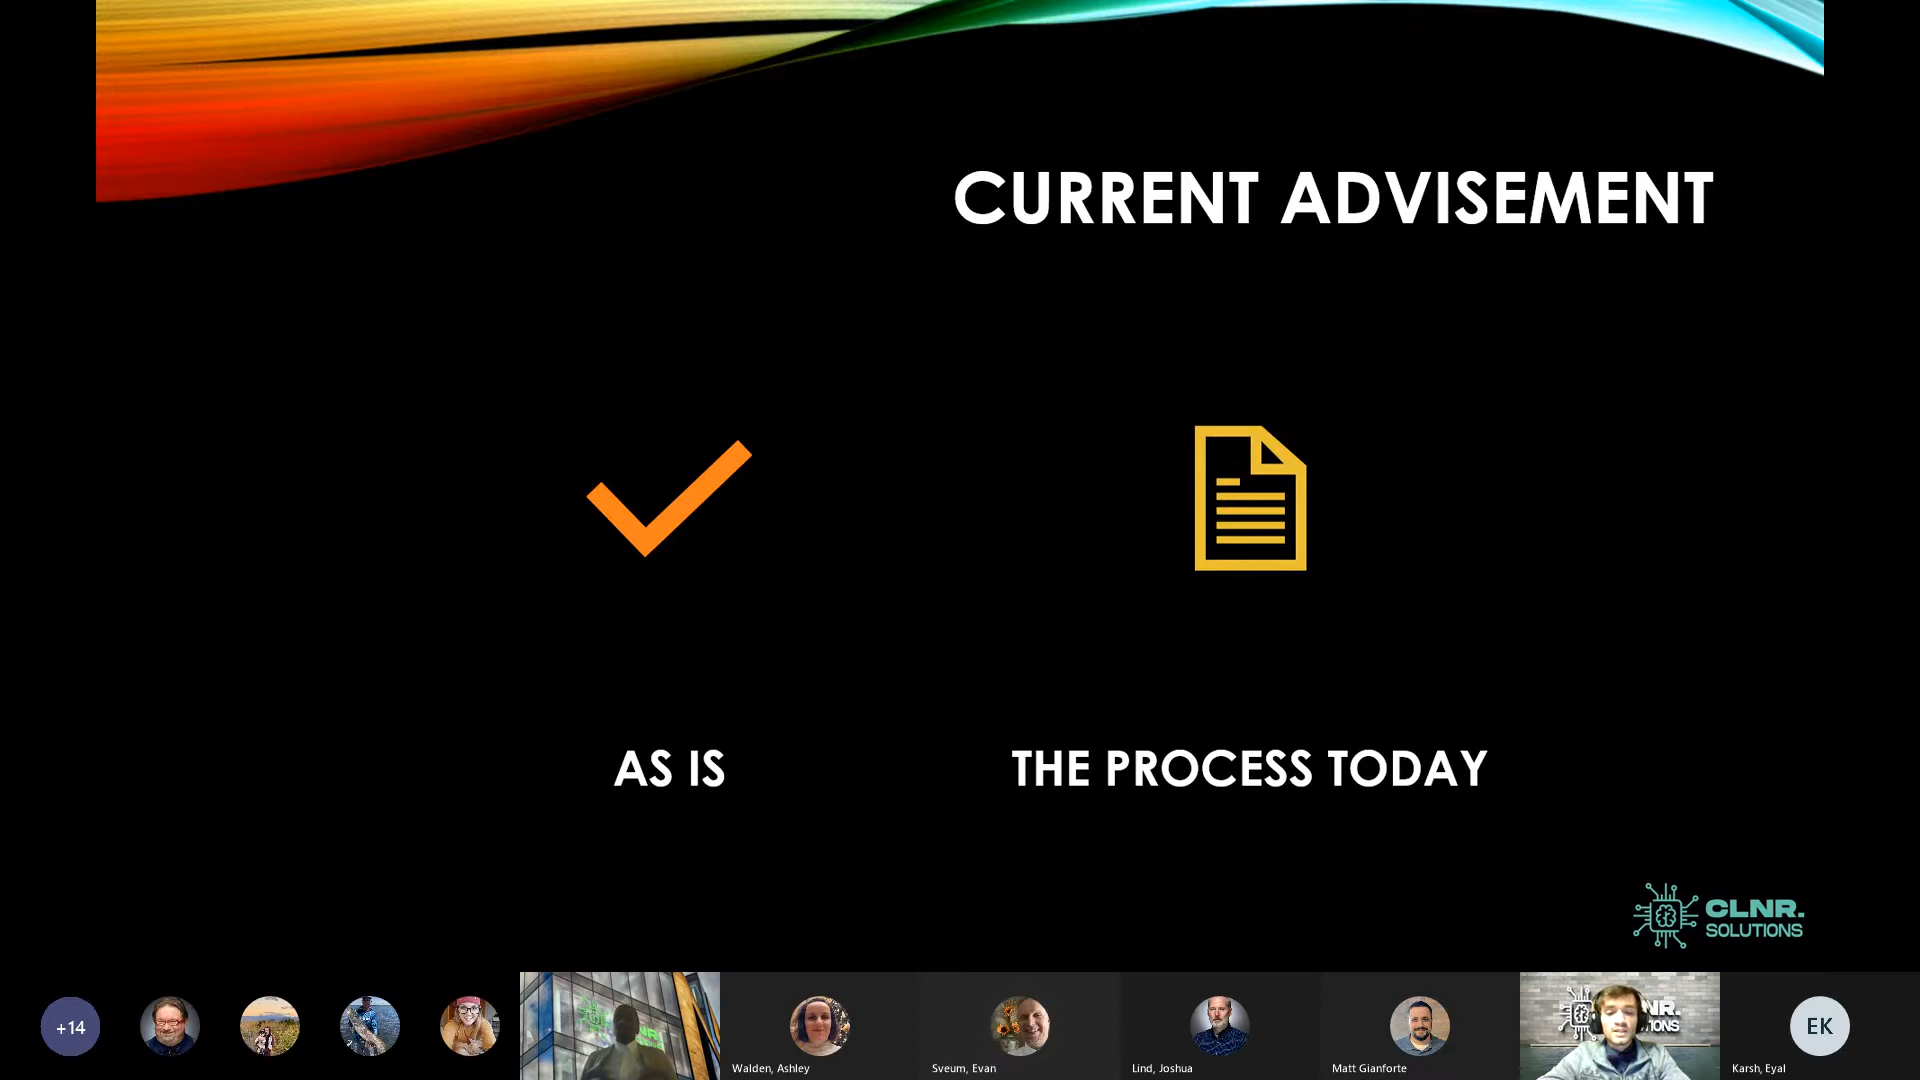 CURRENT ADVISEMENT
AS IS
THE PROCESS TODAY
CLNR.
SOLUTIONS
+14
Walden, Ashley
Sveum, Evan
Lind, Joshua
Matt Gianforte
EK
Karsh, Eyal